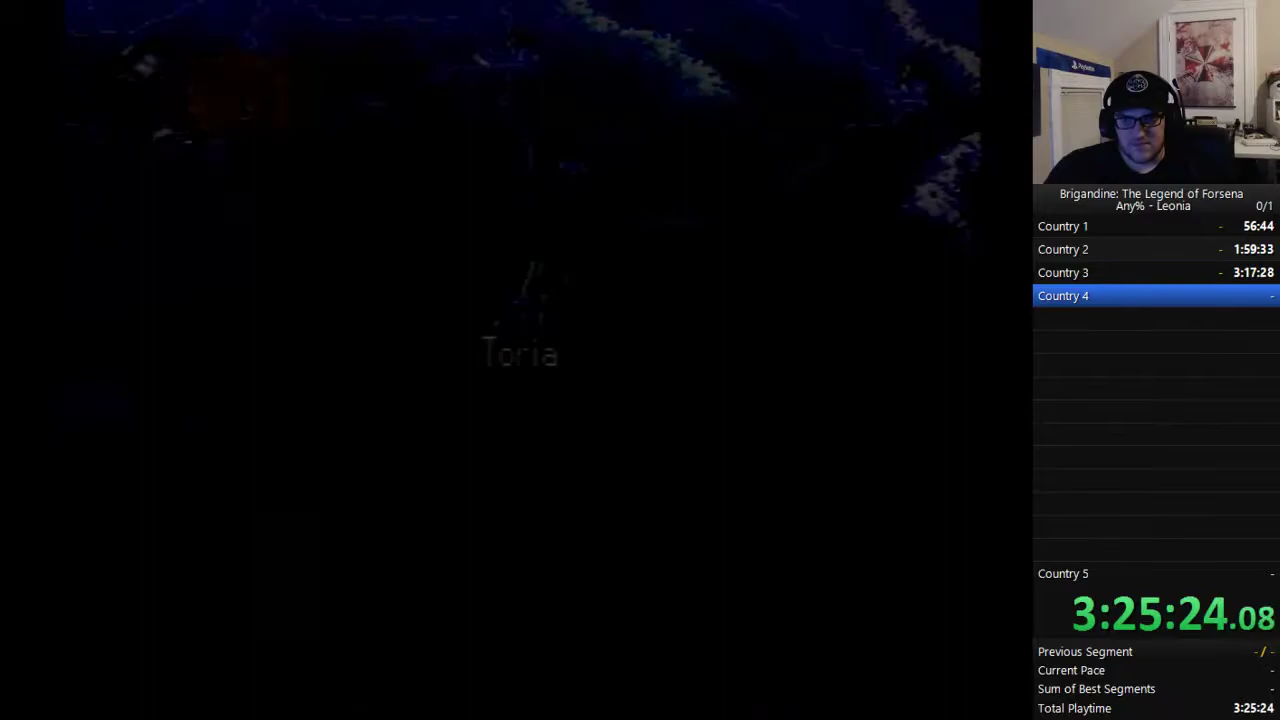 Toria
PlayStation
Brigandine: The Legend of Forsena
Any% - Leonia 0/1
Country 1 - 56:44
Country 2 - 1:59:33
Country 3 - 3:17:28
Country 4 -
Country 5 -
3:25:24.08
Previous Segment - / -
Current Pace -
Sum of Best Segments -
Total Playtime 3:25:24